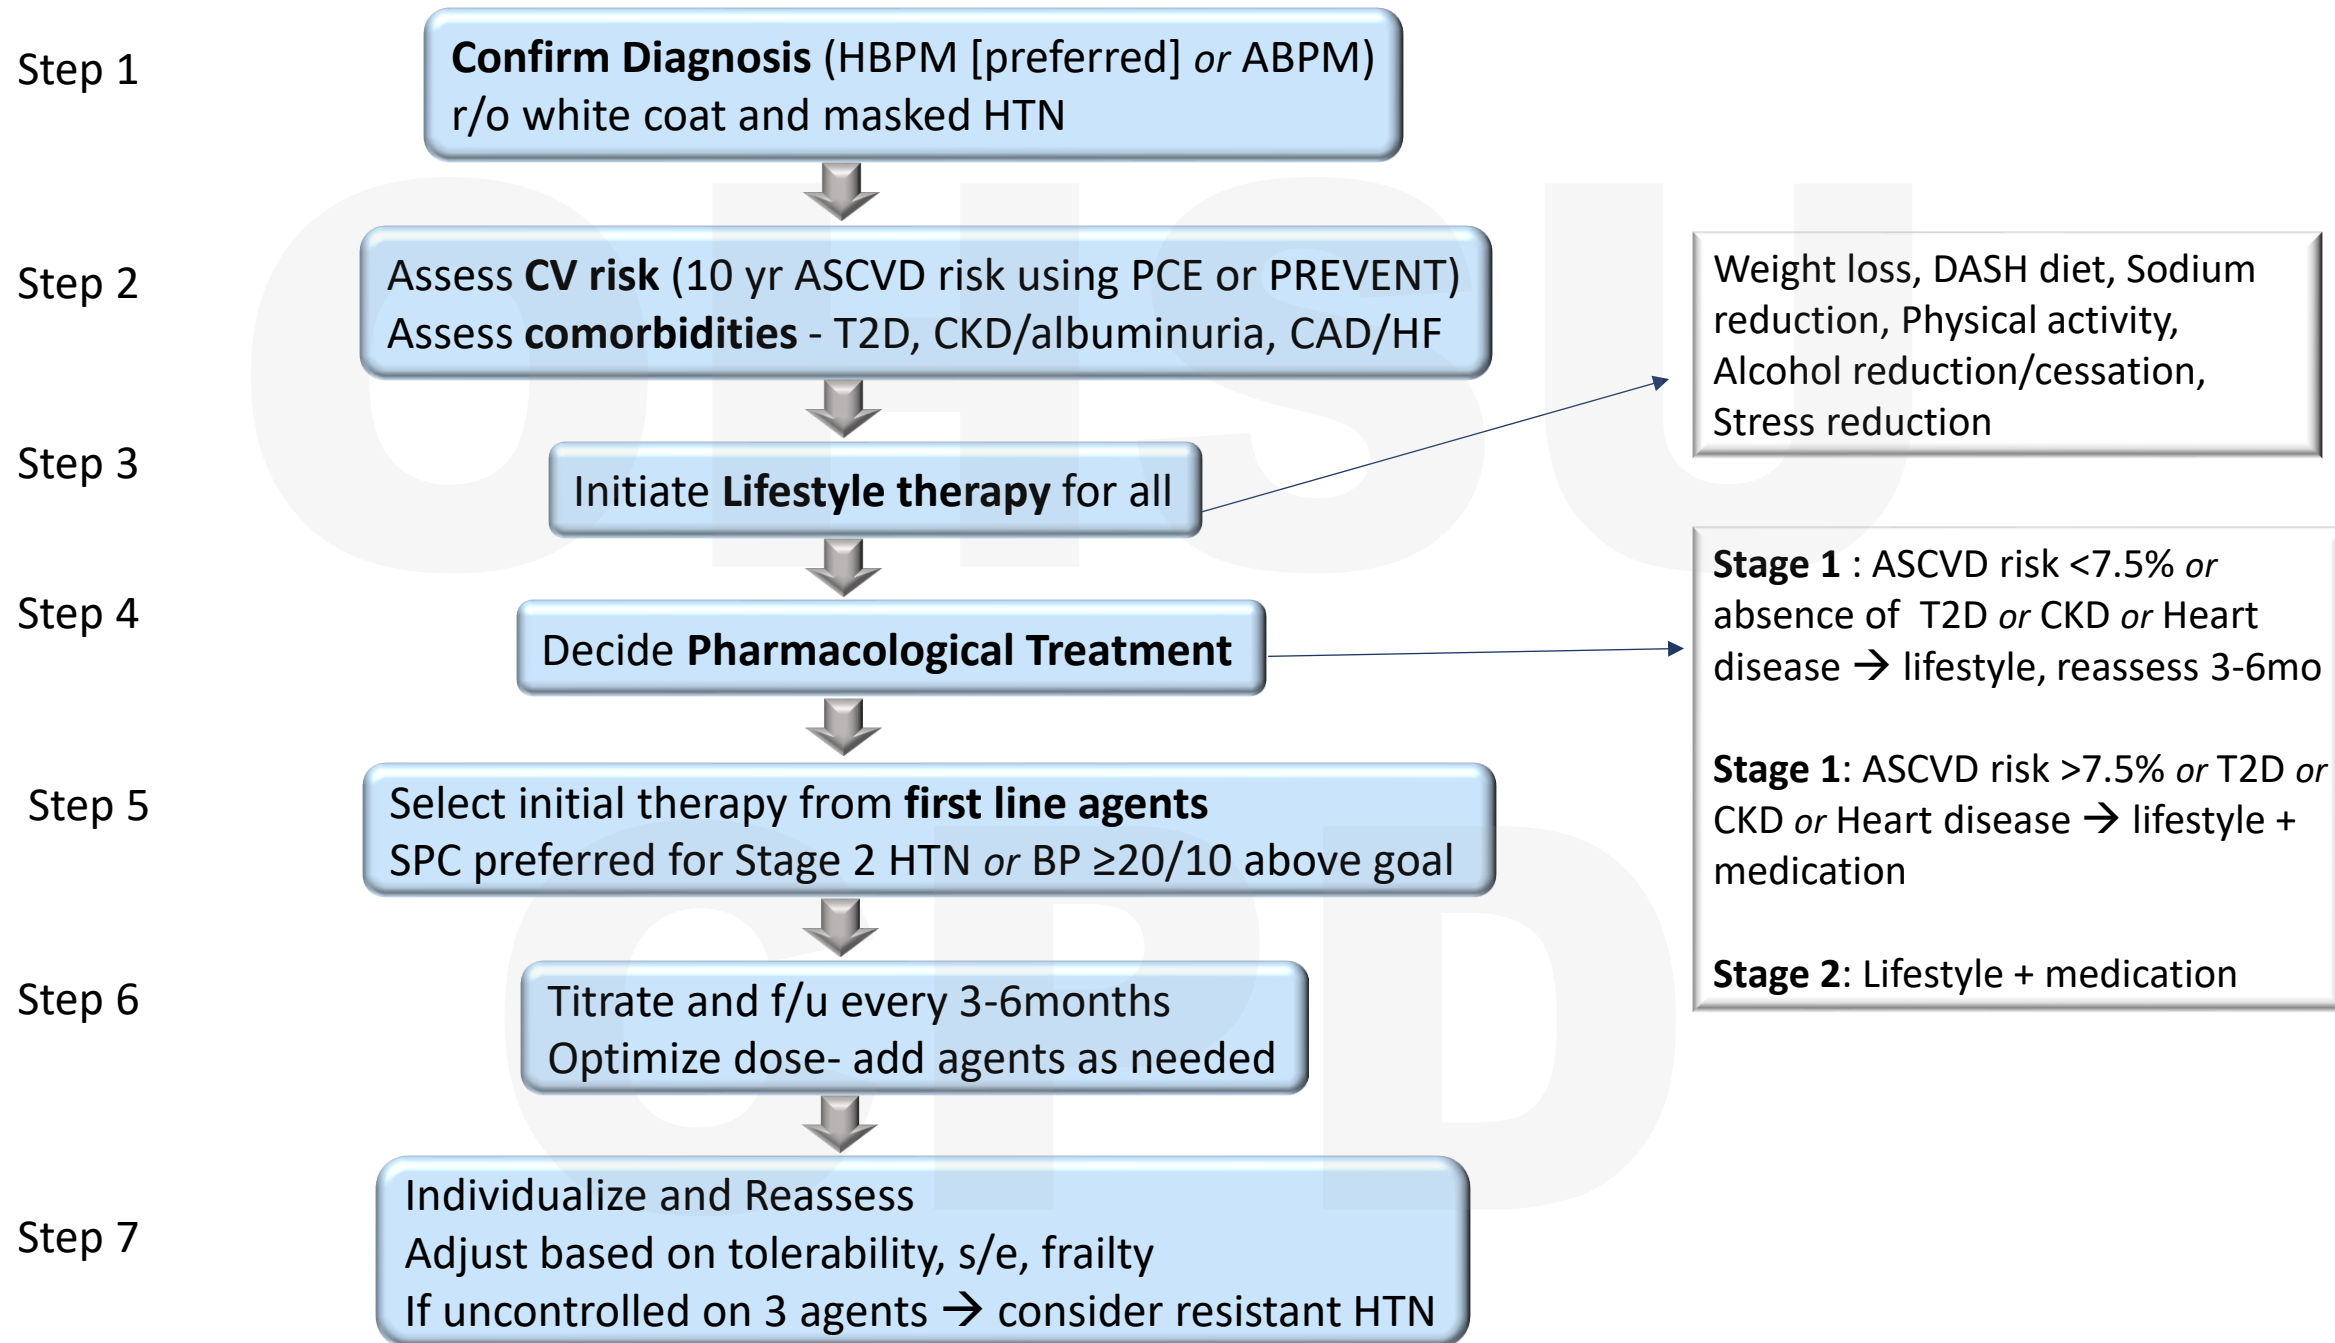 Step 1
Confirm Diagnosis (HBPM [preferred] or ABPM)
r/o white coat and masked HTN
Step 2
Assess CV risk (10 yr ASCVD risk using PCE or PREVENT)
Assess comorbidities - T2D, CKD/albuminuria, CAD/HF
Weight loss, DASH diet, Sodium
reduction, Physical activity,
Alcohol reduction/cessation,
Stress reduction
Step 3
Initiate Lifestyle therapy for all
Step 4
Decide Pharmacological Treatment
Stage 1 : ASCVD risk <7.5% or
absence of T2D or CKD or Heart
disease → lifestyle, reassess 3-6mo
Stage 1: ASCVD risk >7.5% or T2D or
CKD or Heart disease → lifestyle +
medication
Stage 2: Lifestyle + medication
Step 5
Select initial therapy from first line agents
SPC preferred for Stage 2 HTN or BP ≥20/10 above goal
Step 6
Titrate and f/u every 3-6months
Optimize dose- add agents as needed
Step 7
Individualize and Reassess
Adjust based on tolerability, s/e, frailty
If uncontrolled on 3 agents → consider resistant HTN
OHSU
CPD